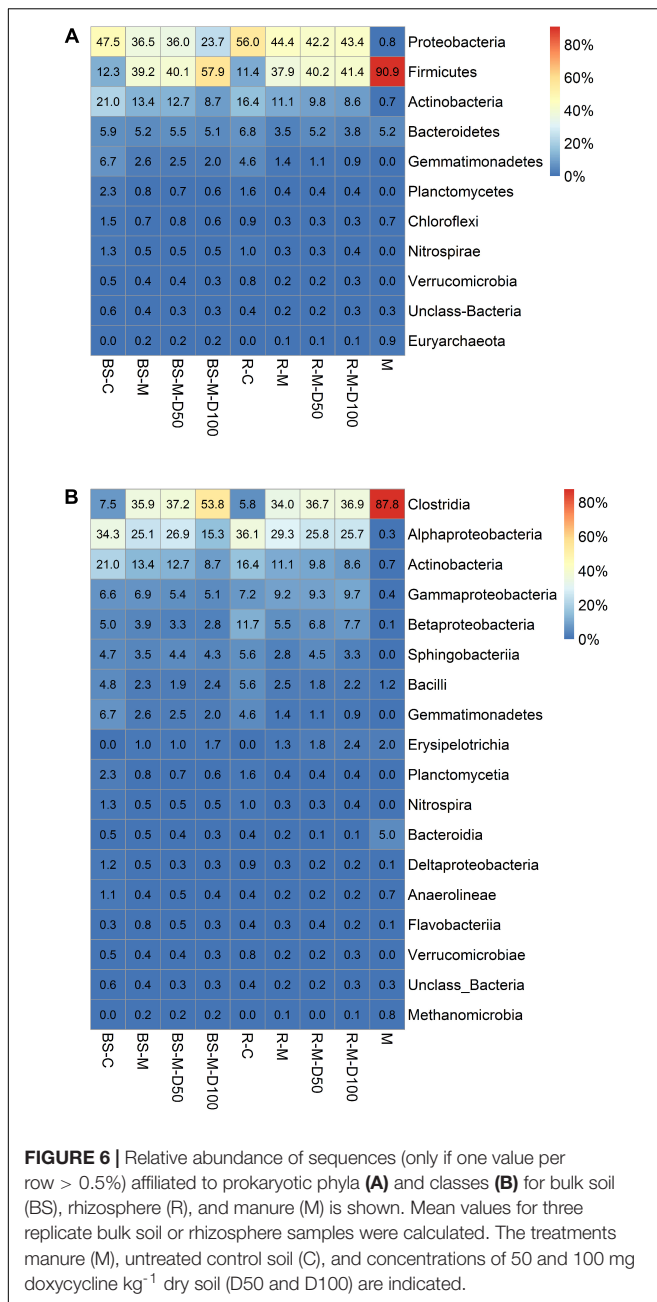 A
47.5 36.5 36.0 23.7 56.0 44.4 42.2 43.4 0.8 Proteobacteria
12.3 39.2 40.1 57.9 11.4 37.9 40.2 41.4 90.9 Firmicutes
21.0 13.4 12.7 8.7 16.4 11.1 9.8 8.6 0.7 Actinobacteria
5.9 5.2 5.5 5.1 6.8 3.5 5.2 3.8 5.2 Bacteroidetes
6.7 2.6 2.5 2.0 4.6 1.4 1.1 0.9 0.0 Gemmatimonadetes
2.3 0.8 0.7 0.6 1.6 0.4 0.4 0.4 0.0 Planctomycetes
1.5 0.7 0.8 0.6 0.9 0.3 0.3 0.3 0.7 Chloroflexi
1.3 0.5 0.5 0.5 1.0 0.3 0.3 0.4 0.0 Nitrospirae
0.5 0.4 0.4 0.3 0.8 0.2 0.2 0.3 0.0 Verrucomicrobia
0.6 0.4 0.3 0.3 0.4 0.2 0.2 0.3 0.3 Unclass-Bacteria
0.0 0.2 0.2 0.2 0.0 0.1 0.1 0.1 0.9 Euryarchaeota
BS-C BS-M BS-M-D50 BS-M-D100 R-C R-M R-M-D50 R-M-D100 M
80%
60%
40%
20%
0%
B
7.5 35.9 37.2 53.8 5.8 34.0 36.7 36.9 87.8 Clostridia
34.3 25.1 26.9 15.3 36.1 29.3 25.8 25.7 0.3 Alphaproteobacteria
21.0 13.4 12.7 8.7 16.4 11.1 9.8 8.6 0.7 Actinobacteria
6.6 6.9 5.4 5.1 7.2 9.2 9.3 9.7 0.4 Gammaproteobacteria
5.0 3.9 3.3 2.8 11.7 5.5 6.8 7.7 0.1 Betaproteobacteria
4.7 3.5 4.4 4.3 5.6 2.8 4.5 3.3 0.0 Sphingobacteriia
4.8 2.3 1.9 2.4 5.6 2.5 1.8 2.2 1.2 Bacilli
6.7 2.6 2.5 2.0 4.6 1.4 1.1 0.9 0.0 Gemmatimonadetes
0.0 1.0 1.0 1.7 0.0 1.3 1.8 2.4 2.0 Erysipelotrichia
2.3 0.8 0.7 0.6 1.6 0.4 0.4 0.4 0.0 Planctomycetia
1.3 0.5 0.5 0.5 1.0 0.3 0.3 0.4 0.0 Nitrospira
0.5 0.5 0.4 0.3 0.4 0.2 0.1 0.1 5.0 Bacteroidia
1.2 0.5 0.3 0.3 0.9 0.3 0.2 0.2 0.1 Deltaproteobacteria
1.1 0.4 0.5 0.4 0.4 0.2 0.2 0.2 0.7 Anaerolineae
0.3 0.8 0.5 0.3 0.4 0.3 0.4 0.2 0.1 Flavobacteriia
0.5 0.4 0.4 0.3 0.8 0.2 0.2 0.3 0.0 Verrucomicrobiae
0.6 0.4 0.3 0.3 0.4 0.2 0.2 0.3 0.3 Unclass_Bacteria
0.0 0.2 0.2 0.2 0.0 0.1 0.0 0.1 0.8 Methanomicrobia
BS-C BS-M BS-M-D50 BS-M-D100 R-C R-M R-M-D50 R-M-D100 M
80%
60%
40%
20%
0%
FIGURE 6 | Relative abundance of sequences (only if one value per
row > 0.5%) affiliated to prokaryotic phyla (A) and classes (B) for bulk soil
(BS), rhizosphere (R), and manure (M) is shown. Mean values for three
replicate bulk soil or rhizosphere samples were calculated. The treatments
manure (M), untreated control soil (C), and concentrations of 50 and 100 mg
doxycycline kg⁻¹ dry soil (D50 and D100) are indicated.